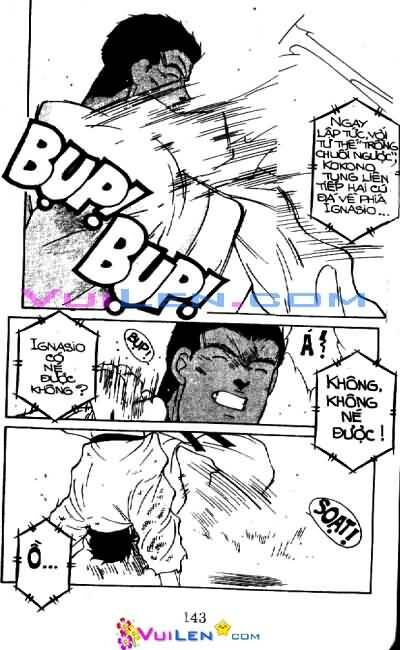 NGAY
LẬP TỨC, VỚI
TƯ THẾ "TRỒNG
CHUỐI NGƯỢC",
KOKONO,
TUNG LIÊN
TIẾP HAI CÚ
ĐÁ VỀ PHÍA
IGNASIO...
BỤP!
BỤP!
VUILEN.COM
IGNASIO
CÓ
NÉ
ĐƯỢC
KHÔNG?
BỤP!
Á!
KHÔNG,
KHÔNG
NÉ
ĐƯỢC!
SOẠT!
Ồ...
143
VUILEN.COM